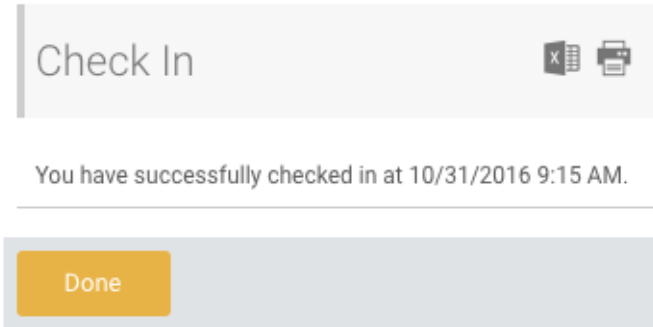 Check In
You have successfully checked in at 10/31/2016 9:15 AM.
Done